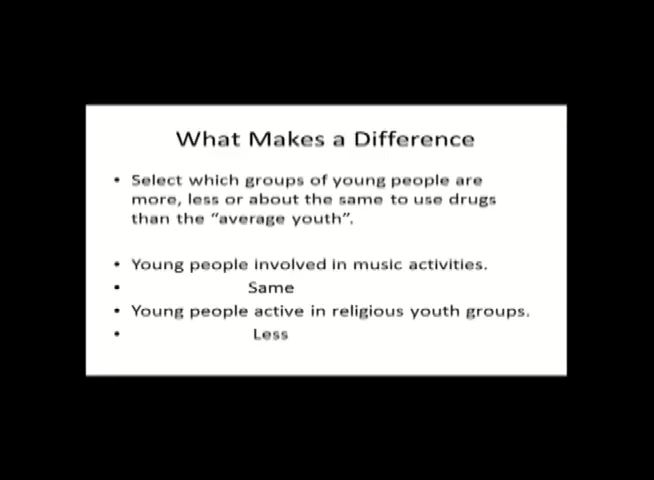 What Makes a Difference
• Select which groups of young people are
more, less or about the same to use drugs
than the “average youth”.
• Young people involved in music activities.
• Same
• Young people active in religious youth groups.
• Less